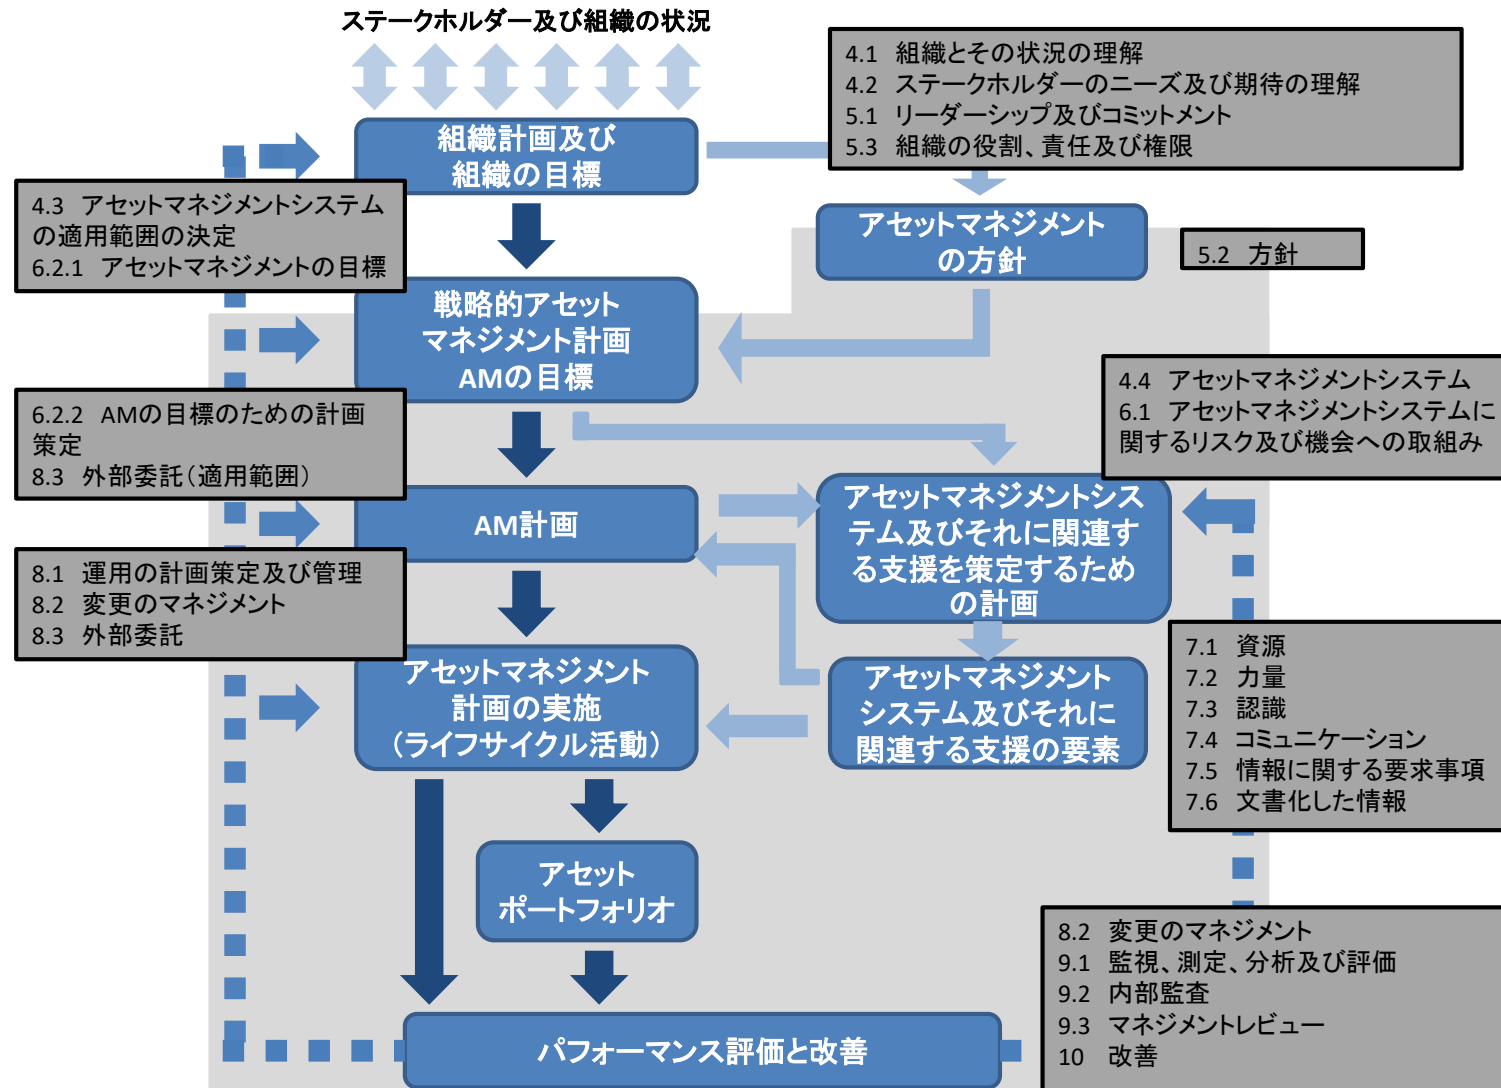 ステークホルダー及び組織の状況
4.1 組織とその状況の理解
4.2 ステークホルダーのニーズ及び期待の理解
5.1 リーダーシップ及びコミットメント
5.3 組織の役割、責任及び権限
組織計画及び
組織の目標
4.3 アセットマネジメントシステム
の適用範囲の決定
6.2.1 アセットマネジメントの目標
アセットマネジメント
の方針
5.2 方針
戦略的アセット
マネジメント計画
AMの目標
4.4 アセットマネジメントシステム
6.1 アセットマネジメントシステムに
関するリスク及び機会への取組み
6.2.2 AMの目標のための計画
策定
8.3 外部委託(適用範囲)
AM計画
アセットマネジメントシス
テム及びそれに関連す
る支援を策定するため
の計画
8.1 運用の計画策定及び管理
8.2 変更のマネジメント
8.3 外部委託
アセットマネジメント
計画の実施
(ライフサイクル活動)
アセットマネジメント
システム及びそれに
関連する支援の要素
7.1 資源
7.2 力量
7.3 認識
7.4 コミュニケーション
7.5 情報に関する要求事項
7.6 文書化した情報
アセット
ポートフォリオ
8.2 変更のマネジメント
9.1 監視、測定、分析及び評価
9.2 内部監査
9.3 マネジメントレビュー
10 改善
パフォーマンス評価と改善